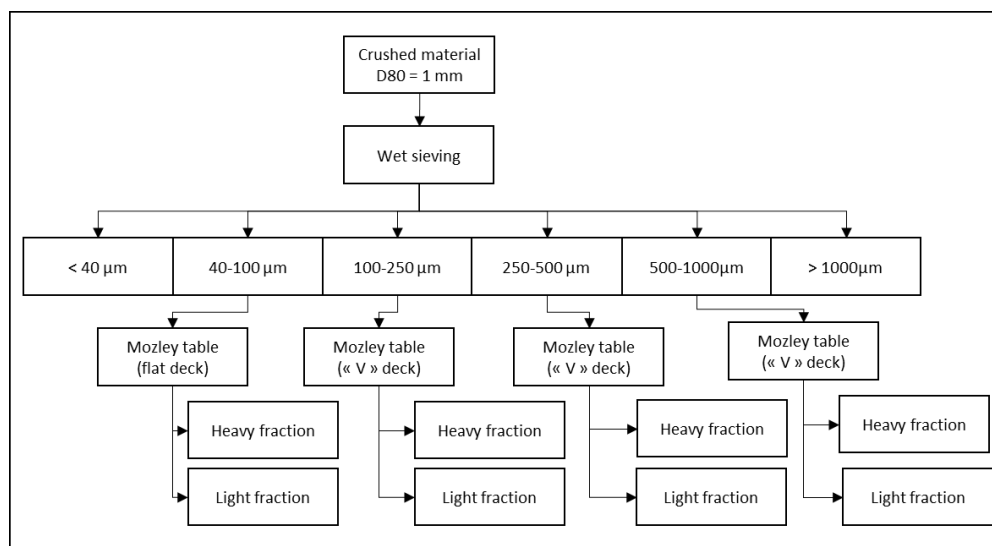 Crushed material
D80 = 1 mm
Wet sieving
< 40 µm
40-100 µm
100-250 µm
250-500 µm
500-1000µm
> 1000µm
Mozley table
(flat deck)
Mozley table
(« V » deck)
Mozley table
(« V » deck)
Mozley table
(« V » deck)
Heavy fraction
Heavy fraction
Heavy fraction
Heavy fraction
Light fraction
Light fraction
Light fraction
Light fraction